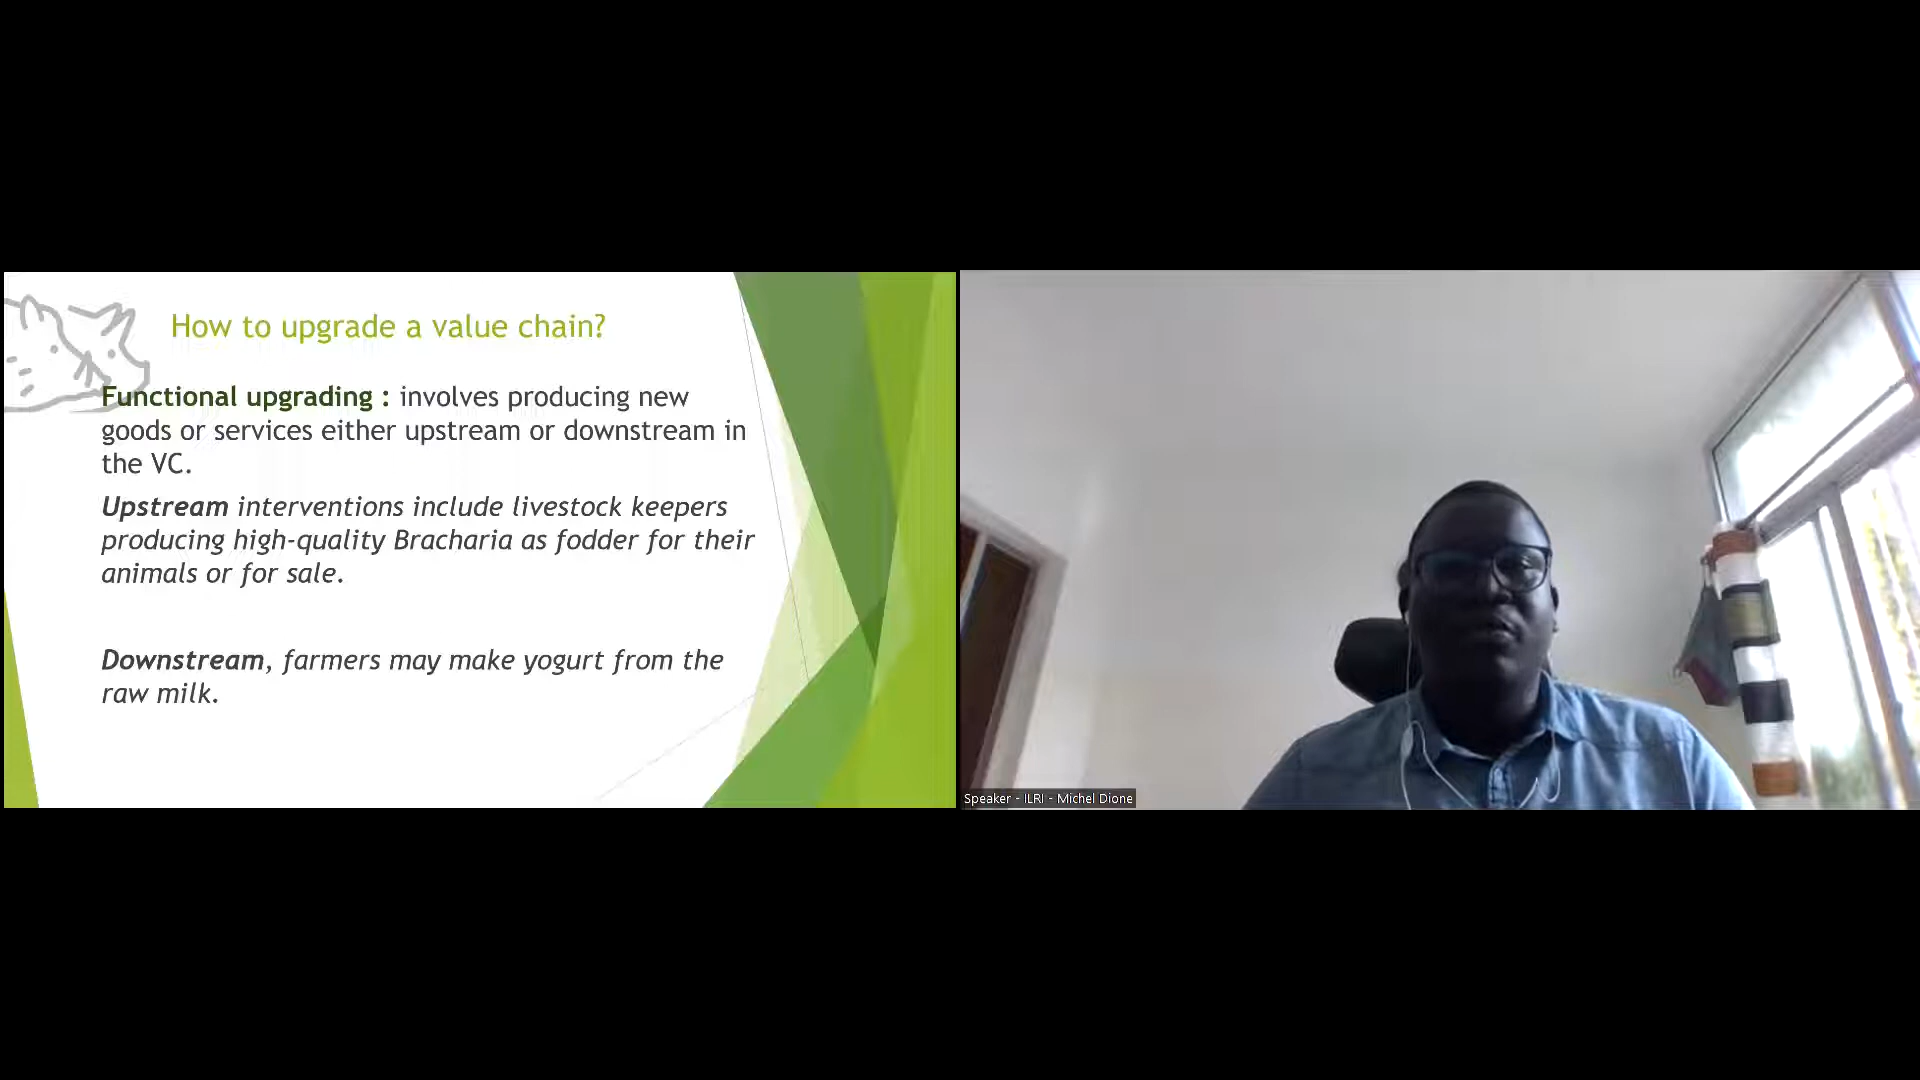 How to upgrade a value chain?
Functional upgrading : involves producing new
goods or services either upstream or downstream in
the VC.
Upstream interventions include livestock keepers
producing high-quality Bracharia as fodder for their
animals or for sale.
Downstream, farmers may make yogurt from the
raw milk.
Speaker - ILRI - Michel Dione